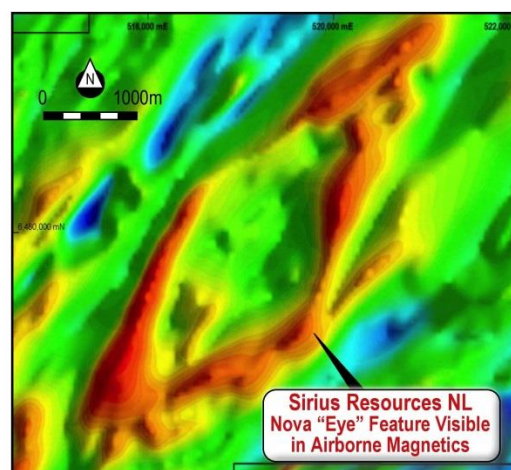 518,000 mE
520,000 mE
522,000
N
0
1000m
6,480,000 mN
Sirius Resources NL
Nova "Eye" Feature Visible
in Airborne Magnetics